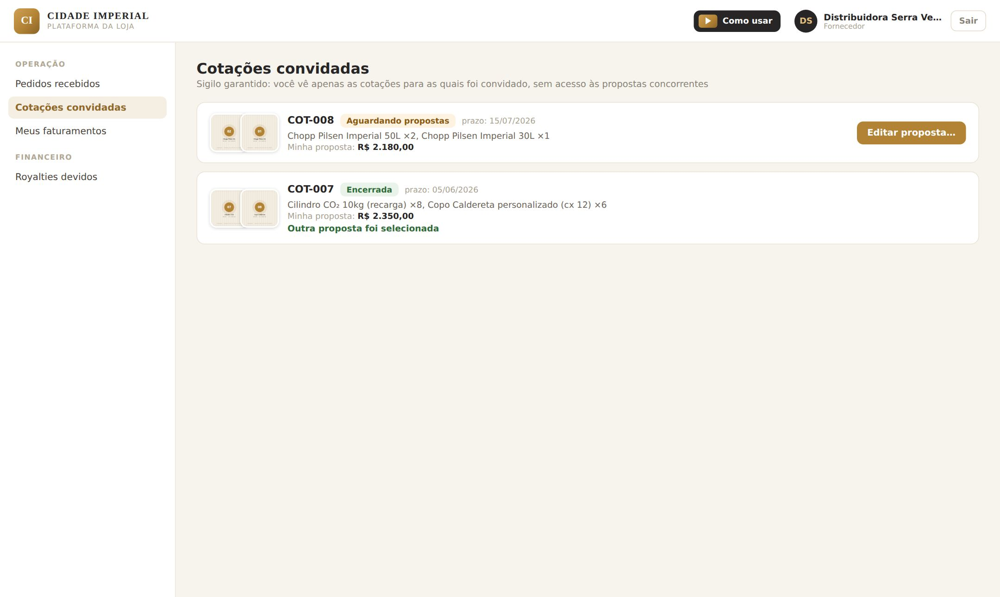 CI
CIDADE IMPERIAL
PLATAFORMA DA LOJA
Como usar
DS
Distribuidora Serra Ve…
Fornecedor
Sair
OPERAÇÃO
Pedidos recebidos
Cotações convidadas
Meus faturamentos
FINANCEIRO
Royalties devidos
Cotações convidadas
Sigilo garantido: você vê apenas as cotações para as quais foi convidado, sem acesso às propostas concorrentes
02
01
COT-008
Aguardando propostas
prazo: 15/07/2026
Chopp Pilsen Imperial 50L ×2, Chopp Pilsen Imperial 30L ×1
Minha proposta: R$ 2.180,00
Editar proposta…
07
08
COT-007
Encerrada
prazo: 05/06/2026
Cilindro CO₂ 10kg (recarga) ×8, Copo Caldereta personalizado (cx 12) ×6
Minha proposta: R$ 2.350,00
Outra proposta foi selecionada